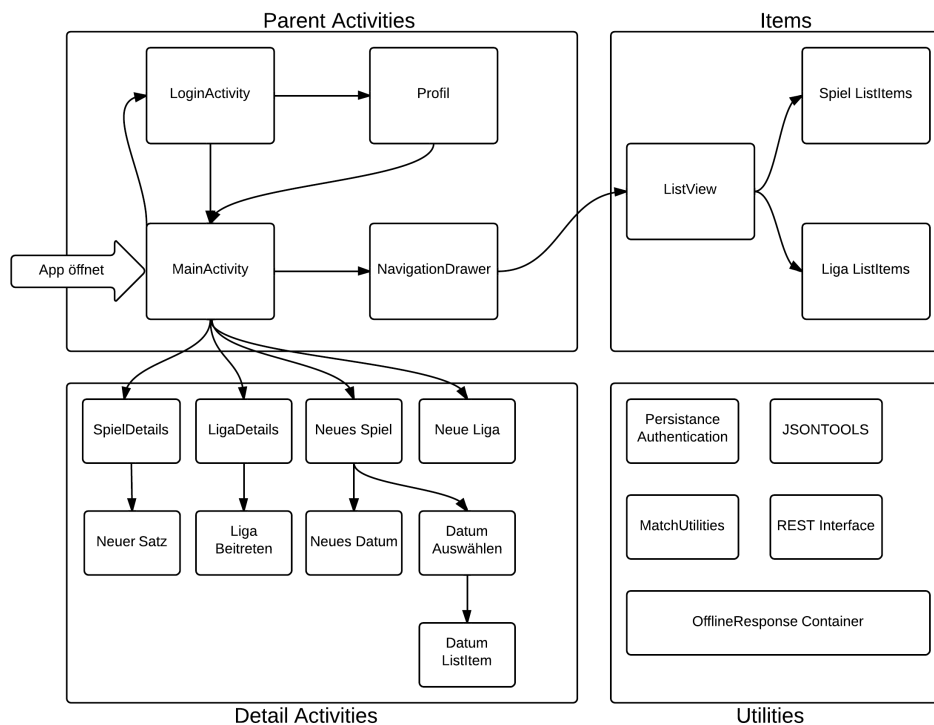 Parent Activities
Items
LoginActivity
Profil
Spiel ListItems
ListView
App öffnet
MainActivity
NavigationDrawer
Liga ListItems
SpielDetails
LigaDetails
Neues Spiel
Neue Liga
Persistance
Authentication
JSONTOOLS
Neuer Satz
Liga
Beitreten
Neues Datum
Datum
Auswählen
MatchUtilities
REST Interface
Datum
ListItem
OfflineResponse Container
Detail Activities
Utilities